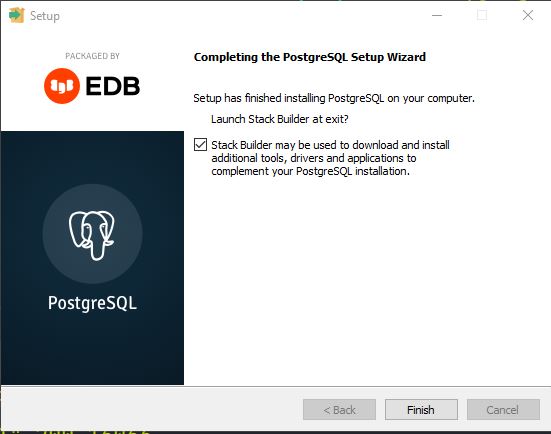 Setup
PACKAGED BY
EDB
PostgreSQL
Completing the PostgreSQL Setup Wizard
Setup has finished installing PostgreSQL on your computer.
Launch Stack Builder at exit?
Stack Builder may be used to download and install
additional tools, drivers and applications to
complement your PostgreSQL installation.
< Back
Finish
Cancel